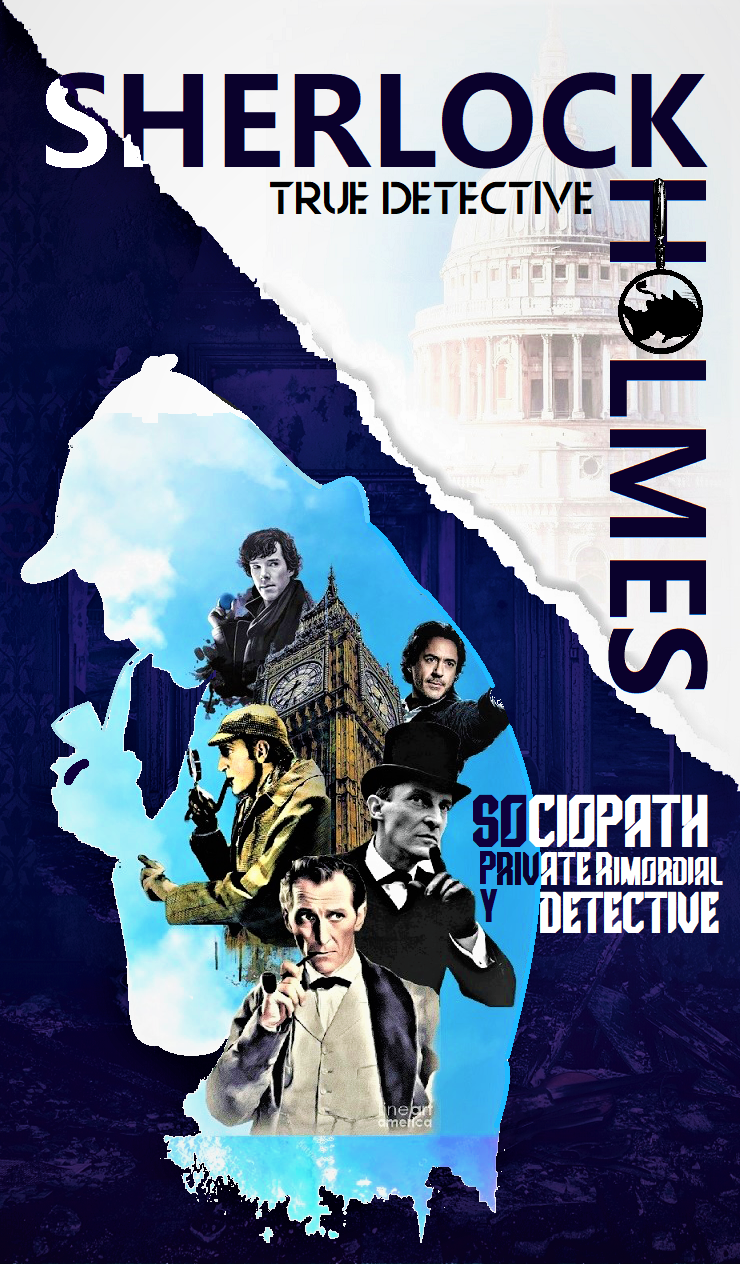 SHERLOCK
TRUE DETECTIVE
HOLMES
SOCIOPATH
PRIVATE RIMORDIAL
Y DETECTIVE
fineart
america